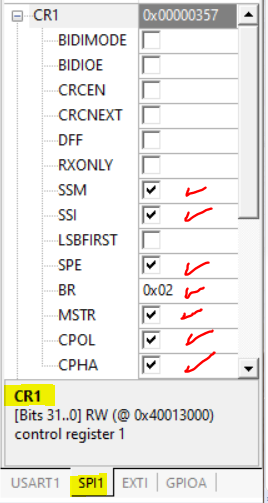 CR1 0x00000357
BIDIMODE
BIDIOE
CRCEN
CRCNEXT
DFF
RXONLY
SSM
SSI
LSBFIRST
SPE
BR 0x02
MSTR
CPOL
CPHA
CR1
[Bits 31..0] RW (@ 0x40013000)
control register 1
USART1 SPI1 EXTI GPIOA